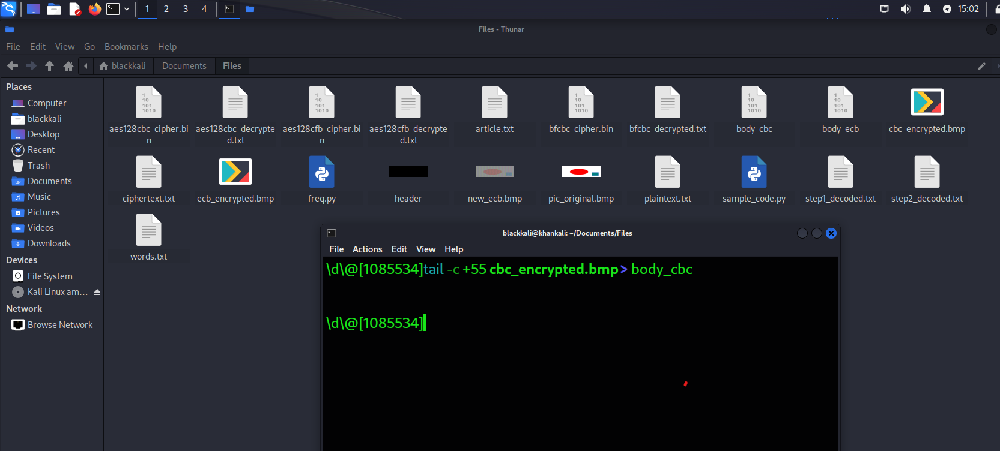 1 2 3 4 15:02
Files - Thunar
File Edit View Go Bookmarks Help
blackkali Documents Files
Places
Computer
blackkali
Desktop
Recent
Trash
Documents
Music
Pictures
Videos
Downloads
Devices
File System
Kali Linux am...
Network
Browse Network
aes128cbc_cipher.bi
n
aes128cbc_decrypte
d.txt
aes128cfb_cipher.bi
n
aes128cfb_decrypte
d.txt
article.txt
bfcbc_cipher.bin
bfcbc_decrypted.txt
body_cbc
body_ecb
cbc_encrypted.bmp
ciphertext.txt
ecb_encrypted.bmp
freq.py
header
new_ecb.bmp
pic_original.bmp
plaintext.txt
sample_code.py
step1_decoded.txt
step2_decoded.txt
words.txt
blackkali@khankali: ~/Documents/Files
File Actions Edit View Help
\d\@[1085534]tail -c +55 cbc_encrypted.bmp> body_cbc
\d\@[1085534]